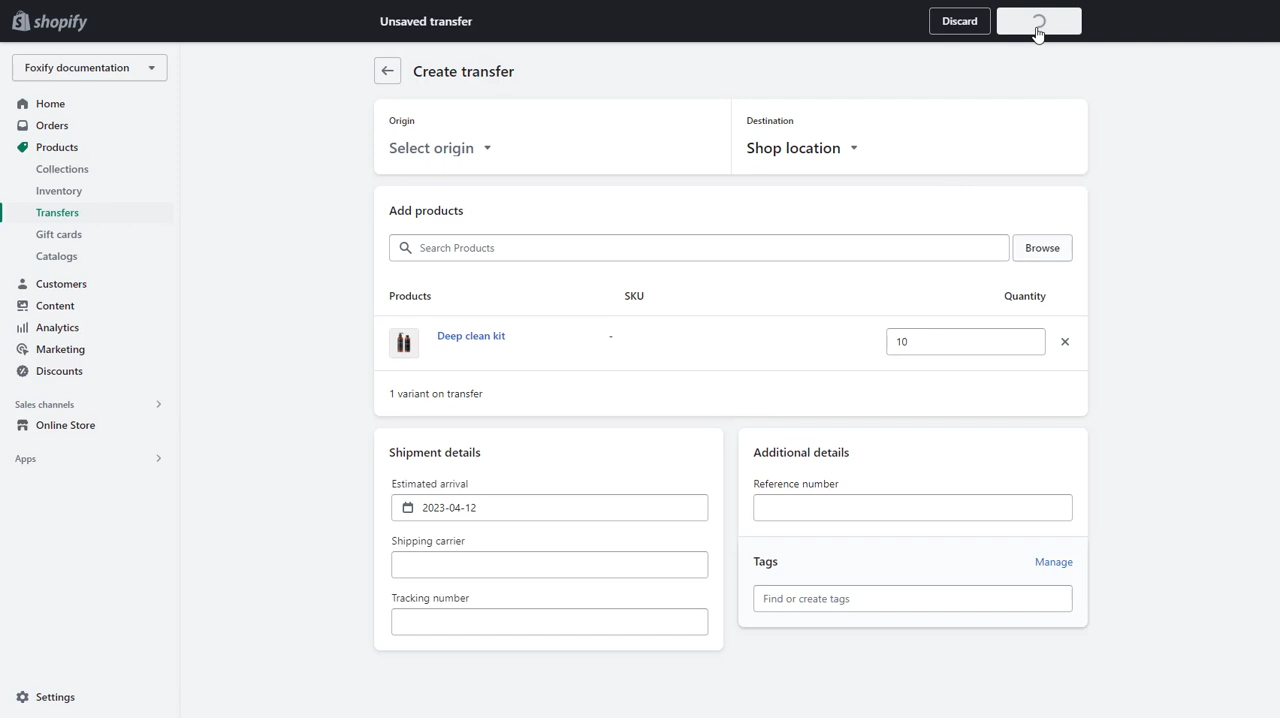 shopify
Unsaved transfer
Discard
Foxify documentation
Home
Orders
Products
Collections
Inventory
Transfers
Gift cards
Catalogs
Customers
Content
Analytics
Marketing
Discounts
Sales channels
Online Store
Apps
Settings
Create transfer
Origin
Select origin
Destination
Shop location
Add products
Search Products
Browse
Products SKU Quantity
Deep clean kit - 10
1 variant on transfer
Shipment details
Estimated arrival
2023-04-12
Shipping carrier
Tracking number
Additional details
Reference number
Tags Manage
Find or create tags